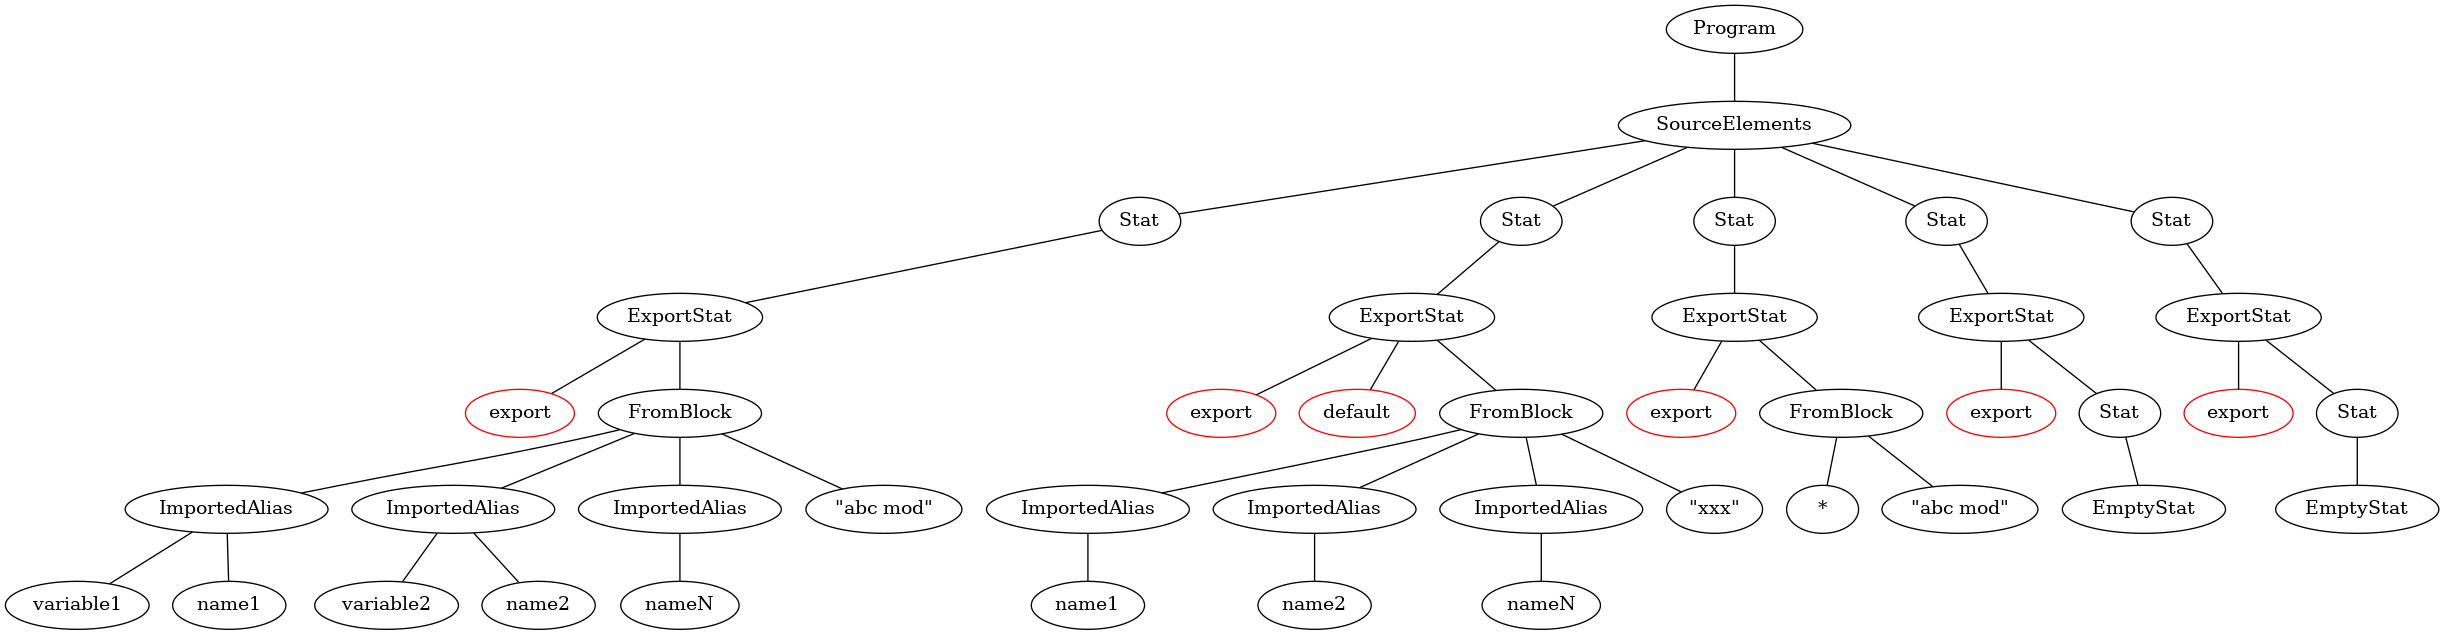 Program
SourceElements
Stat Stat Stat Stat Stat
ExportStat ExportStat ExportStat ExportStat ExportStat
export FromBlock export default FromBlock export FromBlock export Stat export Stat
ImportedAlias ImportedAlias ImportedAlias "abc mod" ImportedAlias ImportedAlias ImportedAlias "xxx" * "abc mod" EmptyStat EmptyStat
variable1 name1 variable2 name2 nameN name1 name2 nameN